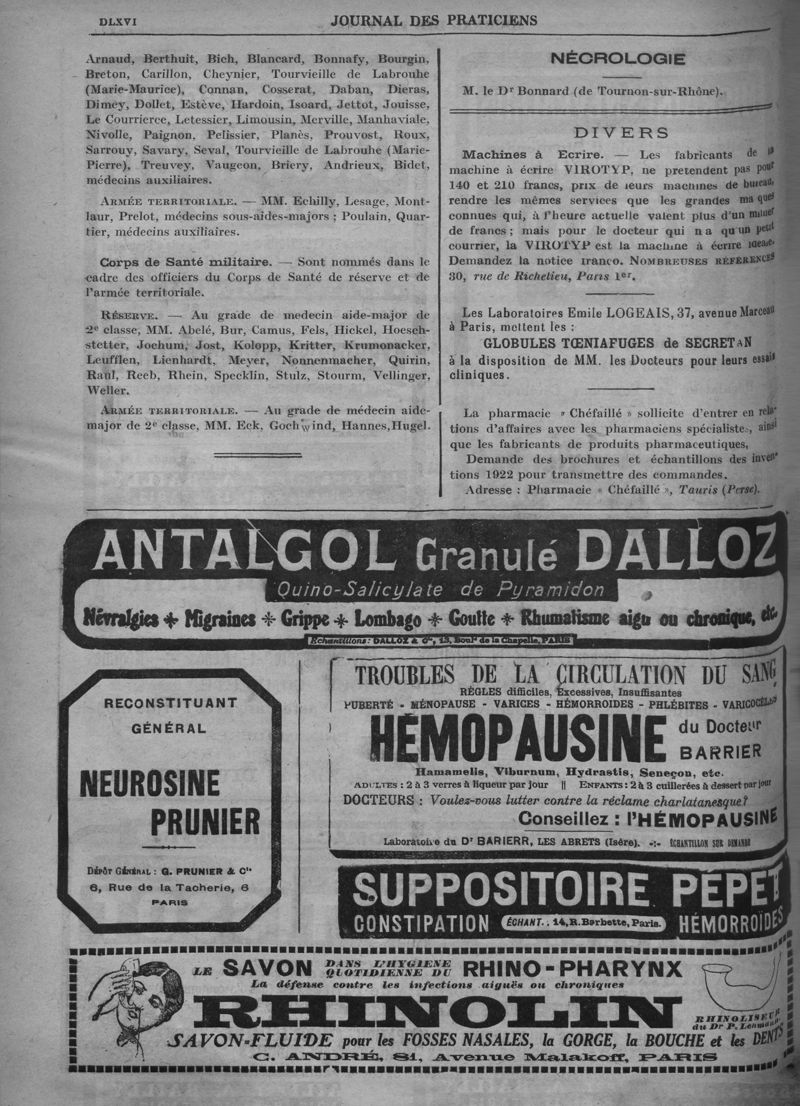 DLXVI
JOURNAL DES PRATICIENS
Arnaud, Berthuit, Bich, Blancard, Bonnafy, Bourgin,
Breton, Carillon, Cheynier, Tourvieille de Labrouhe
(Marie-Maurice), Connan, Cosserat, Daban, Dieras,
Dimey, Dollet, Estève, Hardoin, Isoard, Jettot, Jouisse,
Le Courrierce, Letessier, Limousin, Merville, Manhaviale,
Nivolle, Paignon, Pelissier, Planès, Prouvost, Roux,
Sarrouy, Savary, Seval, Tourvieille de Labrouhe (Marie-
Pierre), Treuvey, Vaugeon, Briery, Andrieux, Bidet,
médecins auxiliaires.
ARMÉE TERRITORIALE. — MM. Echilly, Lesage, Mont-
laur, Prelot, médecins sous-aides-majors ; Poulain, Quar-
tier, médecins auxiliaires.
Corps de Santé militaire. — Sont nommés dans le
cadre des officiers du Corps de Santé de réserve et de
l'armée territoriale.
RÉSERVE. — Au grade de medecin aide-major de
2e classe, MM. Abelé, Bur, Camus, Fels, Hickel, Hoesch-
stetter, Jochum, Jost, Kolopp, Kritter, Krumonacker,
Leufflen, Lienhardt, Meyer, Nonnenmacher, Quirin,
Raul, Reeb, Rhein, Specklin, Stulz, Stourm, Vellinger,
Weller.
ARMÉE TERRITORIALE. — Au grade de médecin aide-
major de 2e classe, MM. Eck, Gochwind, Hannes,Hugel.
NÉCROLOGIE
M. le Dr Bonnard (de Tournon-sur-Rhône).
DIVERS
Machines à Ecrire. — Les fabricants de la
machine à écrire VIROTYP, ne pretendent pas pour
140 et 210 francs, prix de leurs machines de bureau,
rendre les mêmes services que les grandes ma ques
connues qui, à l'heure actuelle valent plus d'un millier
de francs ; mais pour le docteur qui n a qu un petit
courrier, la VIROTYP est la machine à écrire idéale.
Demandez la notice franco. NOMBREUSES RÉFÉRENCES
30, rue de Richelieu, Paris 1er.
Les Laboratoires Emile LOGEAIS, 37, avenue Marceau
à Paris, mettent les :
GLOBULES TŒNIAFUGES de SECRETAN
à la disposition de MM. les Docteurs pour leurs essais
cliniques.
La pharmacie « Chéfaillé » sollicite d'entrer en rela-
tions d'affaires avec les pharmaciens spécialiste, ainsi
que les fabricants de produits pharmaceutiques,
Demande des brochures et échantillons des inven-
tions 1922 pour transmettre des commandes.
Adresse : Pharmacie « Chéfaillé », Tauris (Perse).
ANTALGOL Granulé DALLOZ
Quino-Salicylate de Pyramidon
Névralgies * Migraines * Grippe * Lombago * Goutte * Rhumatisme aigu ou chronique, etc.
Echantillons: DALLOZ & Cie, 13, Bould de la Chapelle, PARIS
RECONSTITUANT
GÉNÉRAL
NEUROSINE
PRUNIER
DÉPÔT GÉNÉRAL : G. PRUNIER & Cie
6, Rue de la Tacherie, 6
PARIS
TROUBLES DE LA CIRCULATION DU SANG
RÈGLES difficiles, Excessives, Insuffisantes
PUBERTÉ - MÉNOPAUSE - VARICES - HÉMORROIDES - PHLÉBITES - VARICOCÈLES
HÉMOPAUSINE du Docteur
BARRIER
Hamamelis, Viburnum, Hydrastis, Seneçon, etc.
ADULTES : 2 à 3 verres à liqueur par jour || ENFANTS : 2 à 3 cuillerées à dessert par jour
DOCTEURS : Voulez-vous lutter contre la réclame charlatanesque?
Conseillez : l'HÉMOPAUSINE
Laboratoire du Dr BARIERR, LES ABRETS (Isère). -:- ÉCHANTILLON SUR DEMANDE
SUPPOSITOIRE PÉPET
CONSTIPATION ÉCHANT., 14, R. Barbette, Paris. HÉMORROÏDES
LE SAVON DANS L'HYGIENE QUOTIDIENNE DU RHINO-PHARYNX
La défense contre les infections aiguës ou chroniques
RHINOLIN
RHINOLISEUR
du Dr P. Lehmann
SAVON-FLUIDE pour les FOSSES NASALES, la GORGE, la BOUCHE et les DENTS
C. ANDRÉ, 81, Avenue Malakoff, PARIS